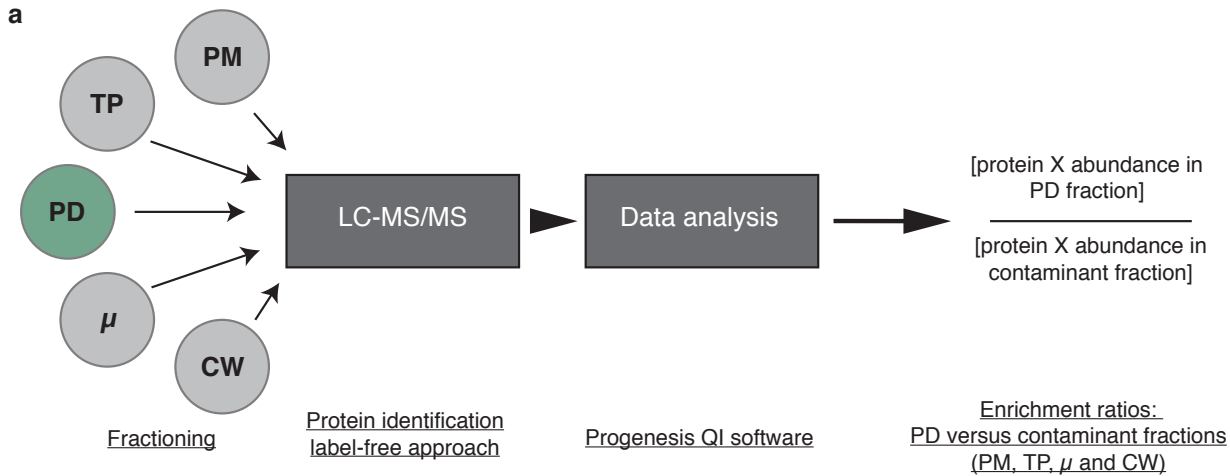 a
PM
TP
PD
µ
CW
LC-MS/MS
Data analysis
[protein X abundance in
PD fraction]
[protein X abundance in
contaminant fraction]
Fractioning
Protein identification
label-free approach
Progenesis QI software
Enrichment ratios:
PD versus contaminant fractions
(PM, TP, µ and CW)